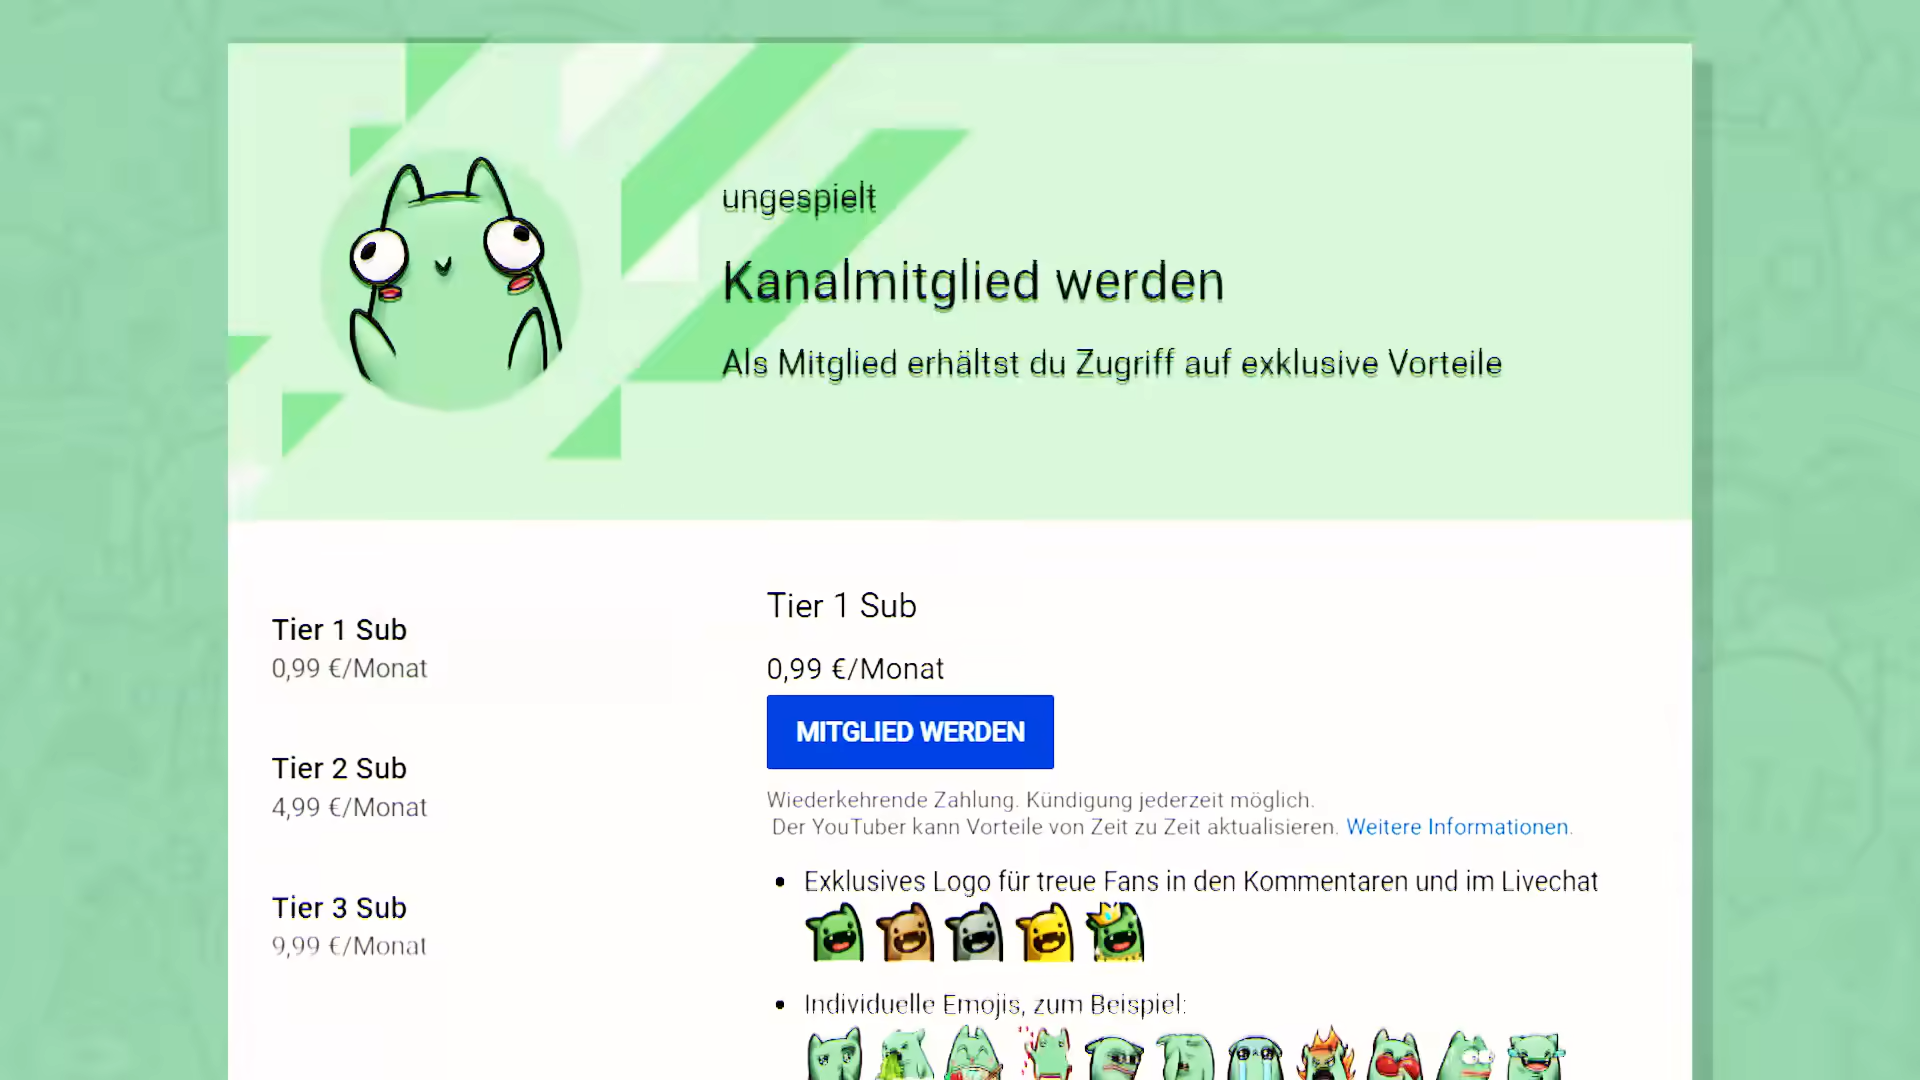 ungespielt
Kanalmitglied werden
Als Mitglied erhältst du Zugriff auf exklusive Vorteile
Tier 1 Sub
0,99 €/Monat
Tier 2 Sub
4,99 €/Monat
Tier 3 Sub
9,99 €/Monat
Tier 1 Sub
0,99 €/Monat
MITGLIED WERDEN
Wiederkehrende Zahlung. Kündigung jederzeit möglich.
Der YouTuber kann Vorteile von Zeit zu Zeit aktualisieren. Weitere Informationen.
Exklusives Logo für treue Fans in den Kommentaren und im Livechat
Individuelle Emojis, zum Beispiel: